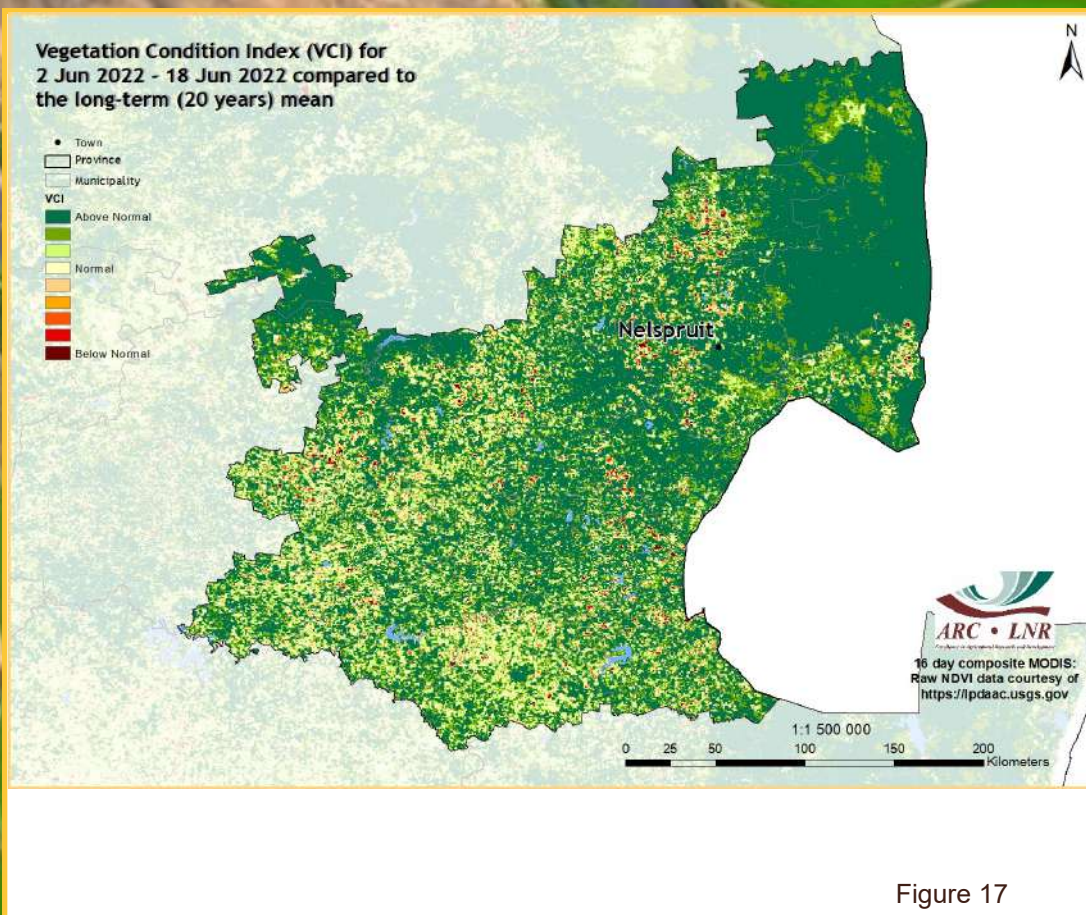 Vegetation Condition Index (VCI) for
2 Jun 2022 - 18 Jun 2022 compared to
the long-term (20 years) mean
N
Town
Province
Municipality
VCI
Above Normal
Normal
Below Normal
Nelspruit
ARC • LNR
16 day composite MODIS:
Raw NDVI data courtesy of
https://lpdaac.usgs.gov
1:1 500 000
0 25 50 100 150 200
Kilometers
Figure 17